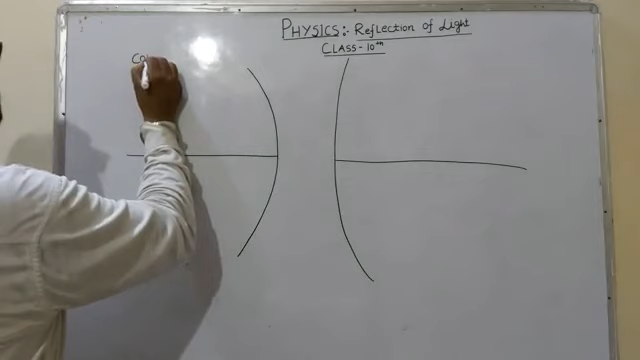 PHYSICS:- Reflection of Light
CLASS - 10th